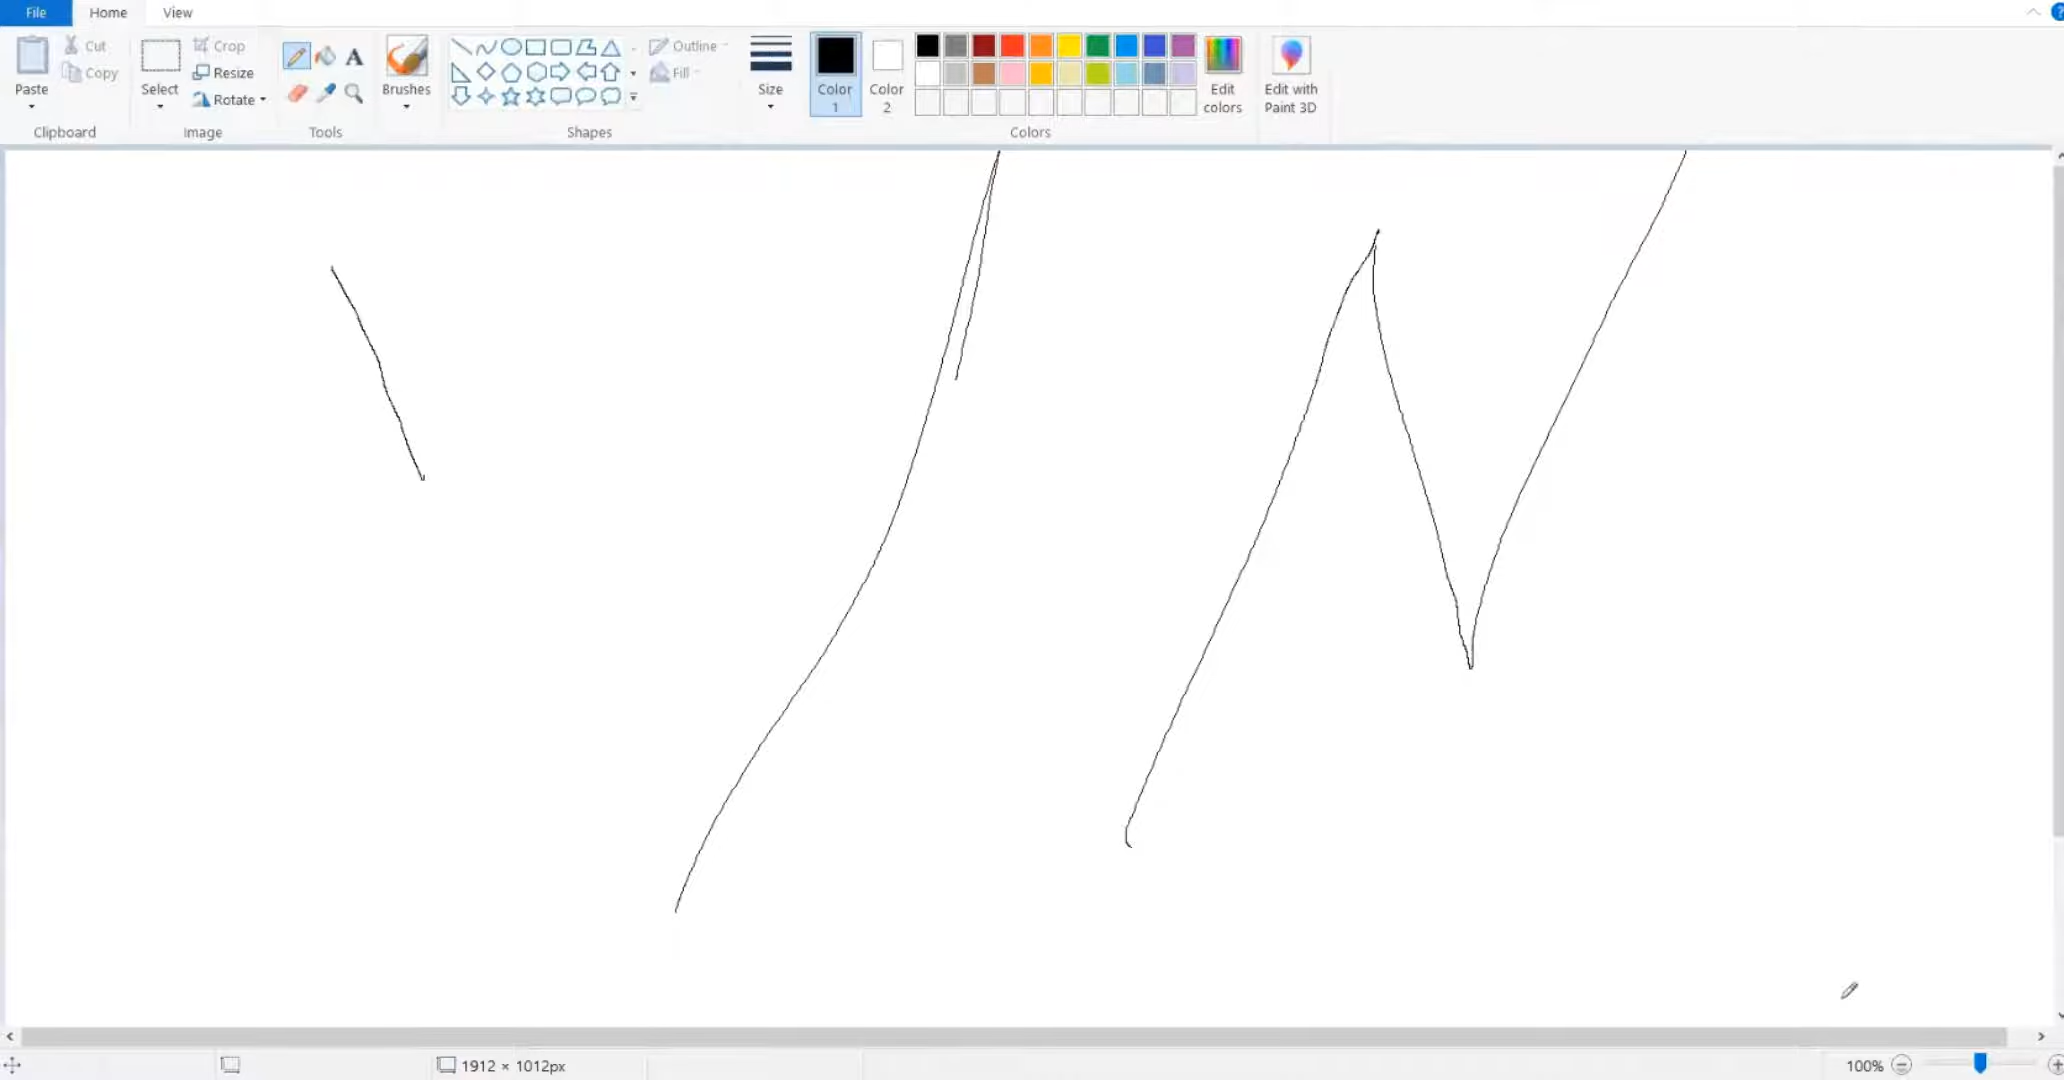 File Home View
Paste Cut Copy Select Crop Resize Rotate Brushes Outline Fill Size Color 1 Color 2 Edit colors Edit with Paint 3D
Clipboard Image Tools Shapes Colors
1912 × 1012px 100%